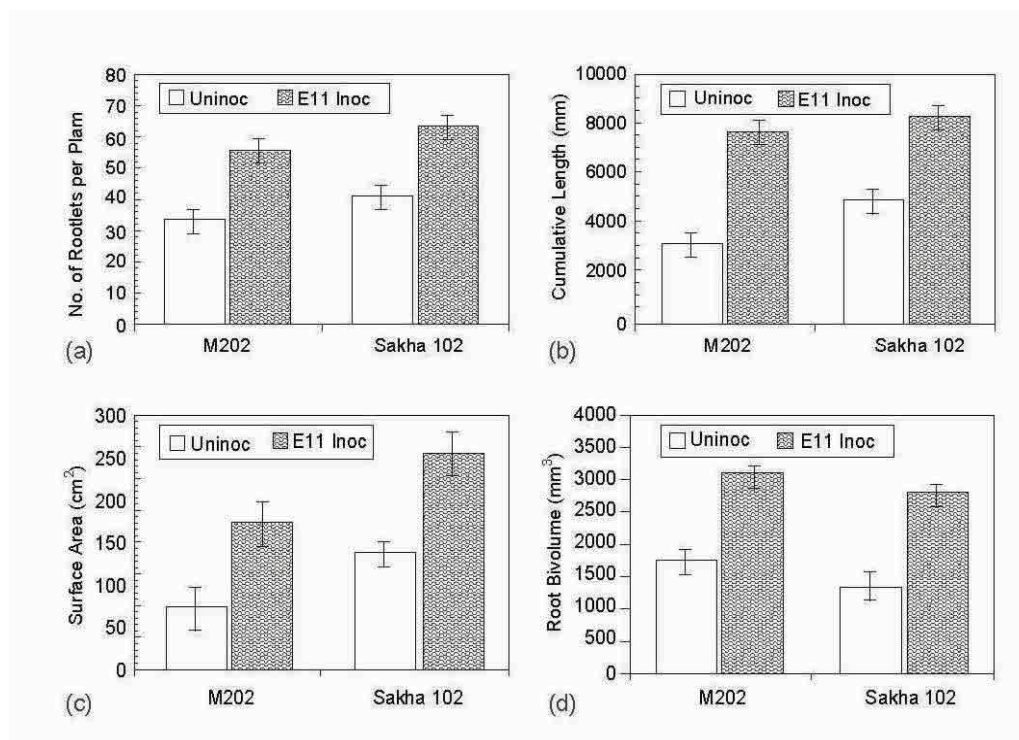 80
70
60
50
40
30
20
10
0
No. of Rootlets per Plam
Uninoc E11 Inoc
M202 Sakha 102
(a)
10000
8000
6000
4000
2000
0
Cumulative Length (mm)
Uninoc E11 Inoc
M202 Sakha 102
(b)
300
250
200
150
100
50
0
Surface Area (cm²)
Uninoc E11 Inoc
M202 Sakha 102
(c)
4000
3500
3000
2500
2000
1500
1000
500
0
Root Bivolume (mm³)
Uninoc E11 Inoc
M202 Sakha 102
(d)